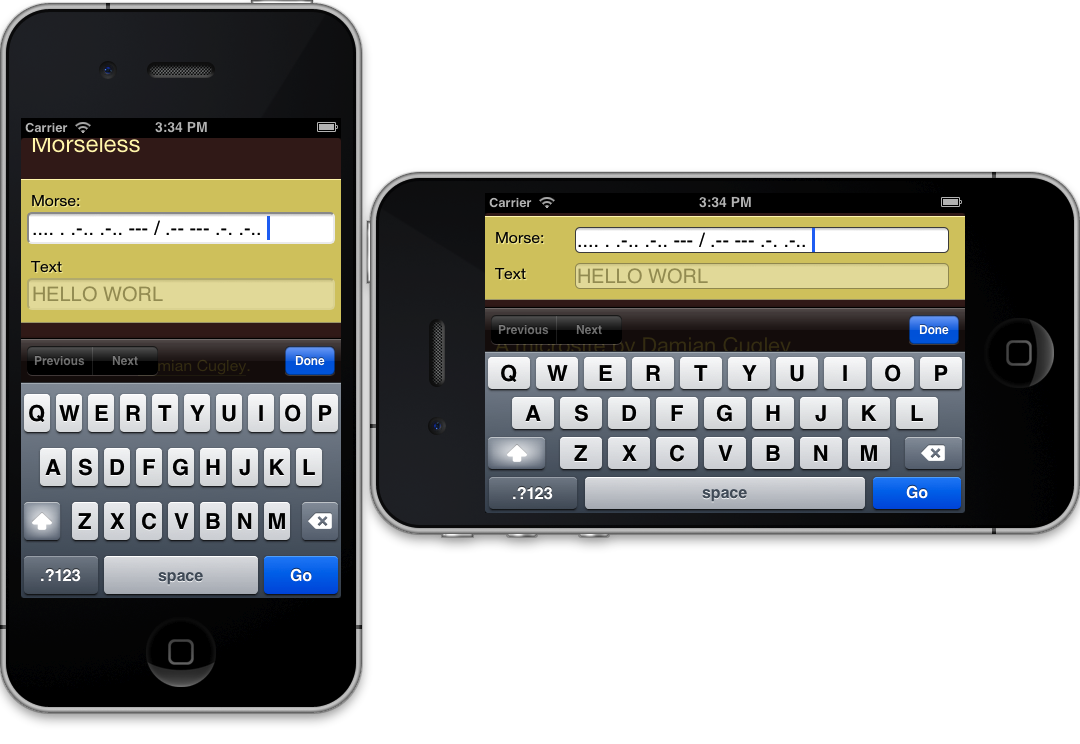 Carrier 3:34 PM
Morseless
Morse:
.... . .-.. .-.. --- / .-- --- .-. .-..
Text
HELLO WORL
Previous Next Done
mian Cugley.
Q W E R T Y U I O P
A S D F G H J K L
Z X C V B N M
.?123 space Go
Carrier 3:34 PM
Morse: .... . .-.. .-.. --- / .-- --- .-. .-..
Text HELLO WORL
Previous Next Done
A microsite by Damian Cugley
Q W E R T Y U I O P
A S D F G H J K L
Z X C V B N M
.?123 space Go